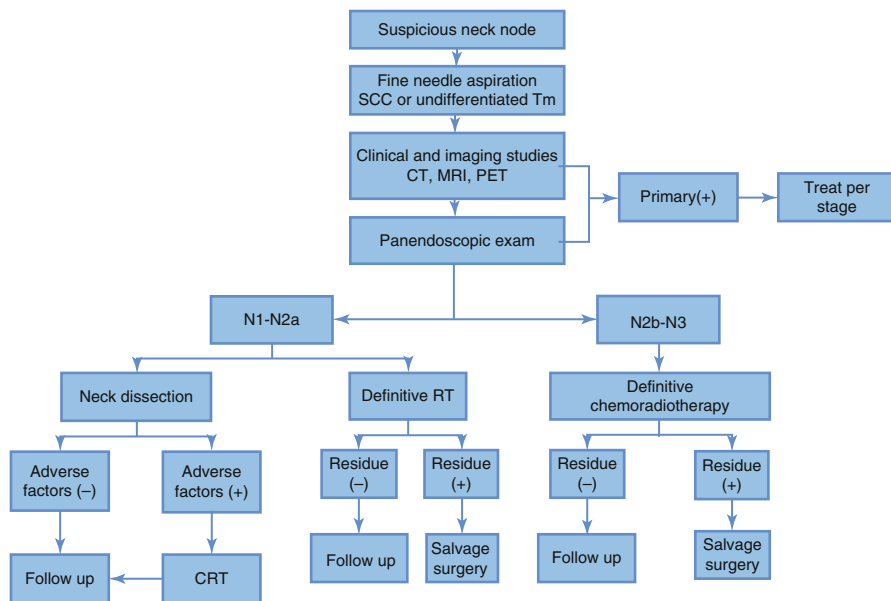 Suspicious neck node
Fine needle aspiration
SCC or undifferentiated Tm
Clinical and imaging studies
CT, MRI, PET
Primary(+)
Treat per
stage
Panendoscopic exam
N1-N2a
N2b-N3
Neck dissection
Definitive RT
Definitive
chemoradiotherapy
Adverse
factors (–)
Adverse
factors (+)
Residue
(–)
Residue
(+)
Residue
(–)
Residue
(+)
Follow up
CRT
Follow up
Salvage
surgery
Follow up
Salvage
surgery